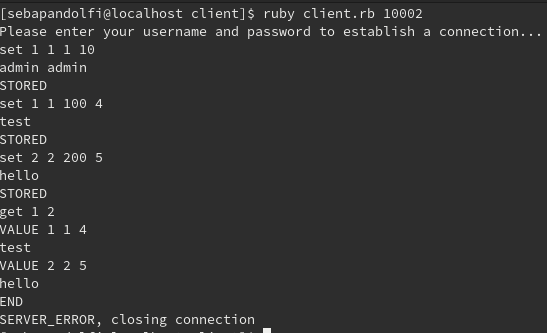 [sebapandolfi@localhost client]$ ruby client.rb 10002
Please enter your username and password to establish a connection...
set 1 1 1 10
admin admin
STORED
set 1 1 100 4
test
STORED
set 2 2 200 5
hello
STORED
get 1 2
VALUE 1 1 4
test
VALUE 2 2 5
hello
END
SERVER_ERROR, closing connection